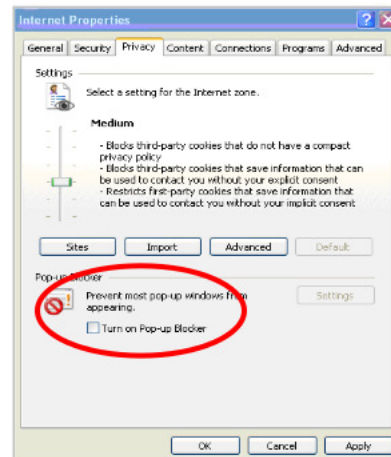 Internet Properties
General Security Privacy Content Connections Programs Advanced
Settings
Select a setting for the Internet zone.
Medium
- Blocks third-party cookies that do not have a compact
privacy policy
- Blocks third-party cookies that save information that can
be used to contact you without your explicit consent
- Restricts first-party cookies that save information that
can be used to contact you without your implicit consent
Sites Import Advanced Default
Pop-up Blocker
Prevent most pop-up windows from Settings
appearing.
Turn on Pop-up Blocker
OK Cancel Apply